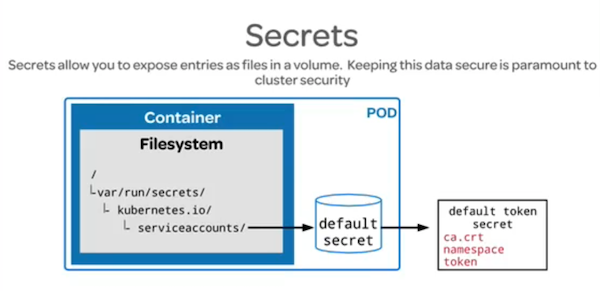 Secrets
Secrets allow you to expose entries as files in a volume. Keeping this data secure is paramount to
cluster security
Container
POD
Filesystem
/
var/run/secrets/
kubernetes.io/
serviceaccounts/
default
secret
default token
secret
ca.crt
namespace
token